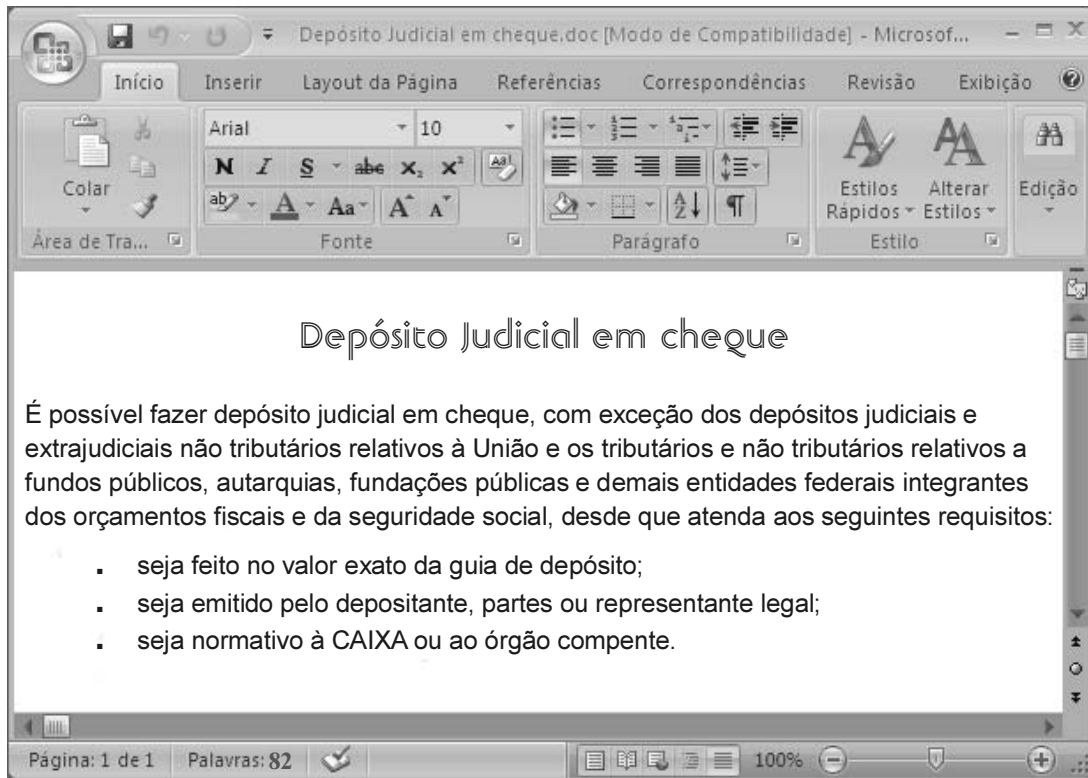 Depósito Judicial em cheque.doc [Modo de Compatibilidade] - Microsof...
Início Inserir Layout da Página Referências Correspondências Revisão Exibição
Arial 10
N I S abc X₂ X²
ab A Aa A A
Colar
Estilos Rápidos
Alterar Estilos
Edição
Área de Tra... Fonte Parágrafo Estilo
Depósito Judicial em cheque
É possível fazer depósito judicial em cheque, com exceção dos depósitos judiciais e
extrajudiciais não tributários relativos à União e os tributários e não tributários relativos a
fundos públicos, autarquias, fundações públicas e demais entidades federais integrantes
dos orçamentos fiscais e da seguridade social, desde que atenda aos seguintes requisitos:
▪ seja feito no valor exato da guia de depósito;
▪ seja emitido pelo depositante, partes ou representante legal;
▪ seja normativo à CAIXA ou ao órgão compente.
Página: 1 de 1 Palavras: 82 100%